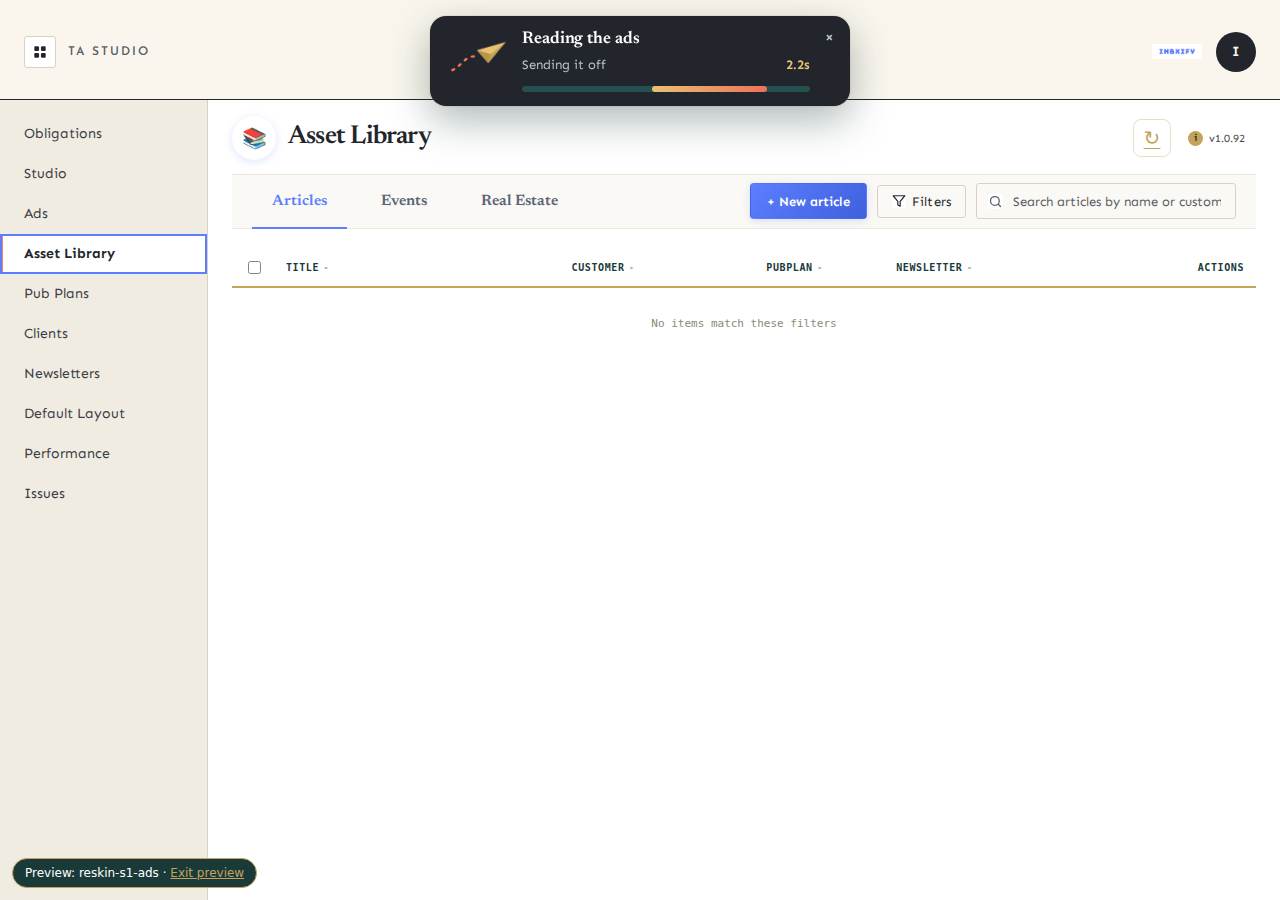 TA STUDIO
Reading the ads
×
Sending it off
2.2s
INBXIFY
I
Obligations
Studio
Ads
Asset Library
Pub Plans
Clients
Newsletters
Default Layout
Performance
Issues
Asset Library
↻
i
v1.0.92
Articles
Events
Real Estate
+ New article
Filters
Search articles by name or custom
TITLE -
CUSTOMER -
PUBPLAN -
NEWSLETTER -
ACTIONS
No items match these filters
Preview: reskin-s1-ads · Exit preview